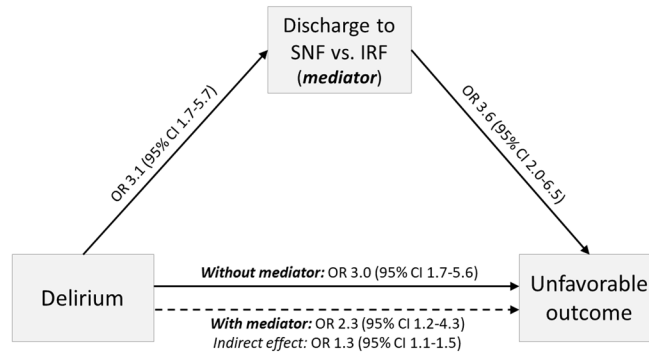 Discharge to
SNF vs. IRF
(mediator)
OR 3.1 (95% CI 1.7-5.7)
OR 3.6 (95% CI 2.0-6.5)
Delirium
Without mediator: OR 3.0 (95% CI 1.7-5.6)
With mediator: OR 2.3 (95% CI 1.2-4.3)
Indirect effect: OR 1.3 (95% CI 1.1-1.5)
Unfavorable
outcome